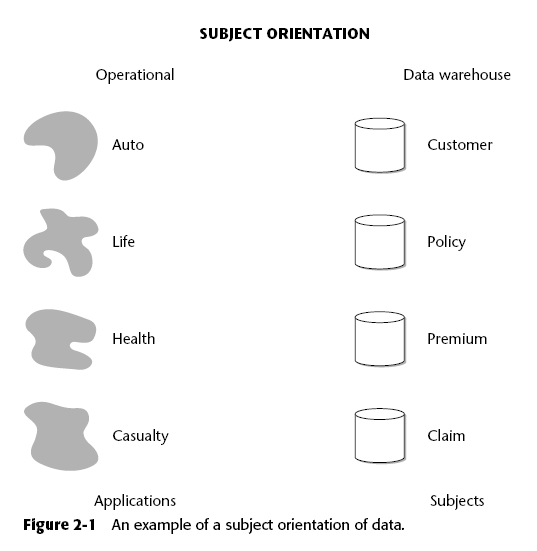 SUBJECT ORIENTATION
Operational Data warehouse
Auto Customer
Life Policy
Health Premium
Casualty Claim
Applications Subjects
Figure 2-1 An example of a subject orientation of data.